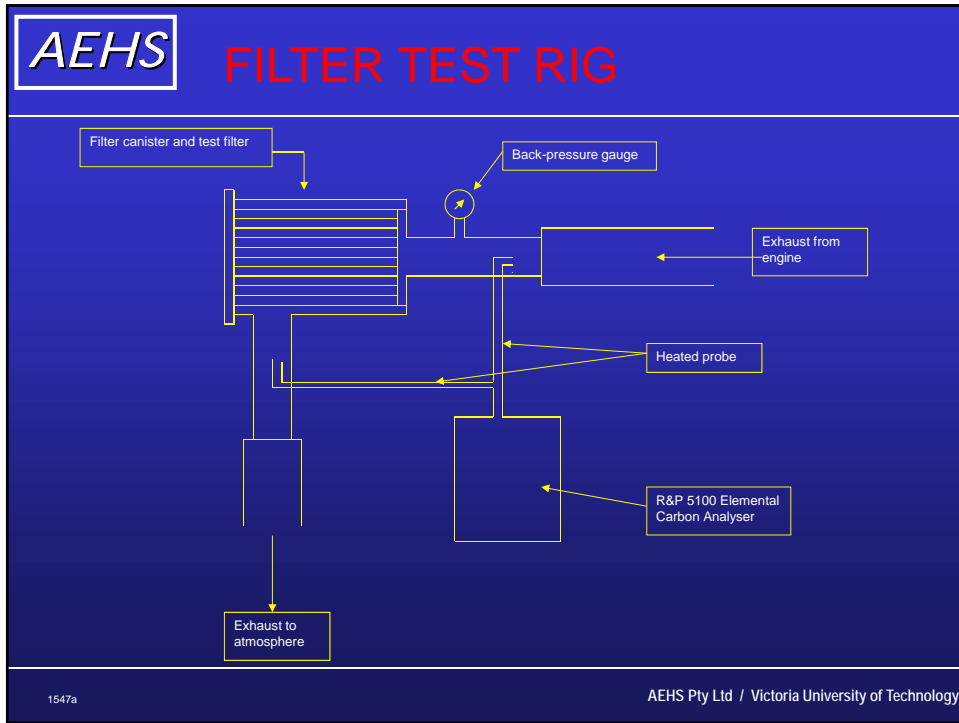 AEHS
FILTER TEST RIG
Filter canister and test filter
Back-pressure gauge
Exhaust from
engine
Heated probe
R&P 5100 Elemental
Carbon Analyser
Exhaust to
atmosphere
1547a
AEHS Pty Ltd / Victoria University of Technology